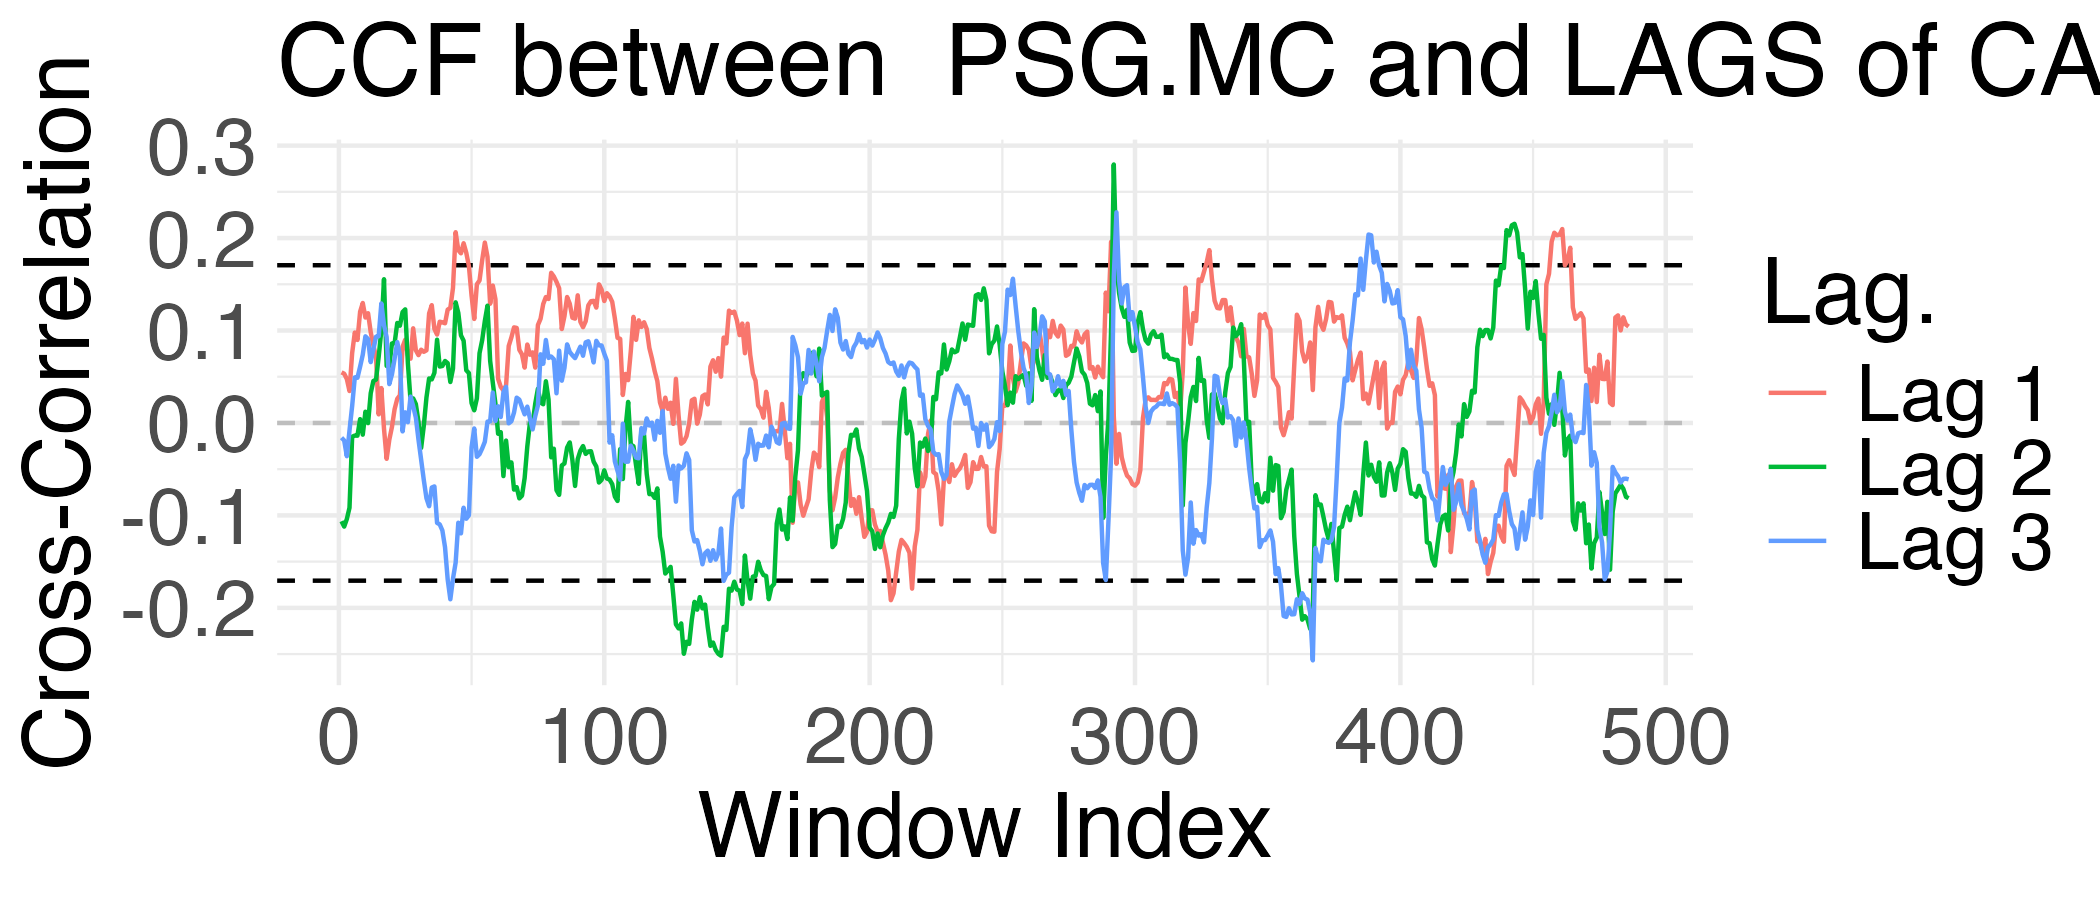 CCF between  PSG.MC and LAGS of CA
Cross-Correlation
0.3
0.2
0.1
0.0
-0.1
-0.2
0
100
200
300
400
500
Window Index
Lag.
Lag 1
Lag 2
Lag 3